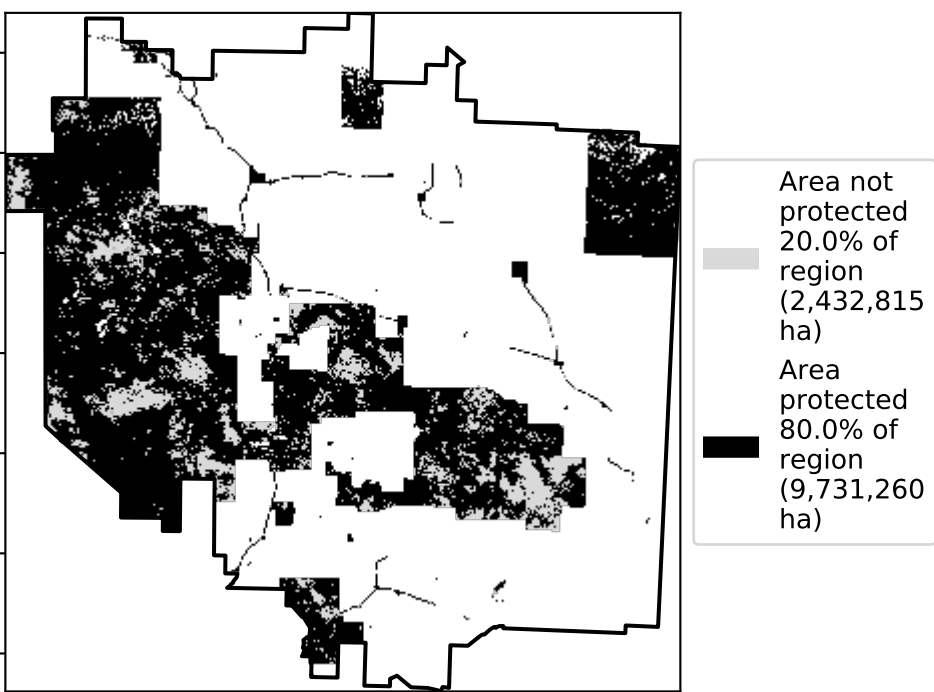 Area not
protected
20.0% of
region
(2,432,815
ha)
Area
protected
80.0% of
region
(9,731,260
ha)